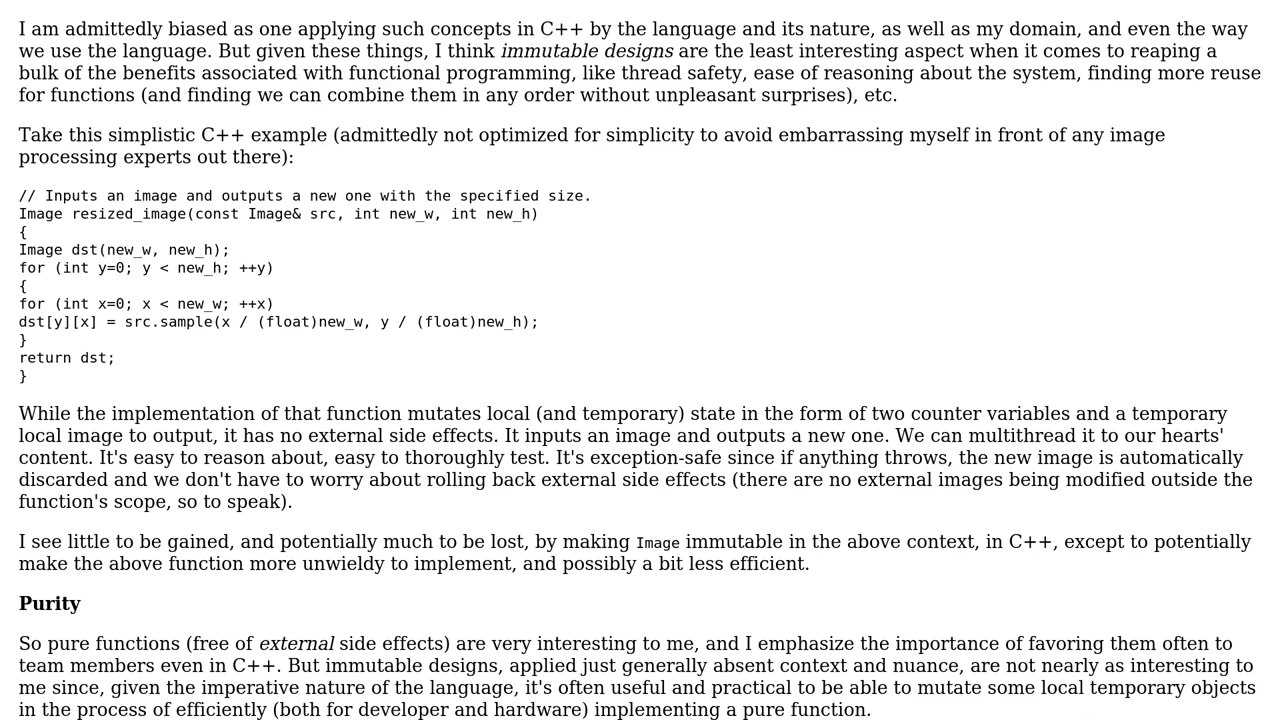 I am admittedly biased as one applying such concepts in C++ by the language and its nature, as well as my domain, and even the way
we use the language. But given these things, I think immutable designs are the least interesting aspect when it comes to reaping a
bulk of the benefits associated with functional programming, like thread safety, ease of reasoning about the system, finding more reuse
for functions (and finding we can combine them in any order without unpleasant surprises), etc.
Take this simplistic C++ example (admittedly not optimized for simplicity to avoid embarrassing myself in front of any image
processing experts out there):
// Inputs an image and outputs a new one with the specified size.
Image resized_image(const Image& src, int new_w, int new_h)
{
Image dst(new_w, new_h);
for (int y=0; y < new_h; ++y)
{
for (int x=0; x < new_w; ++x)
dst[y][x] = src.sample(x / (float)new_w, y / (float)new_h);
}
return dst;
}
While the implementation of that function mutates local (and temporary) state in the form of two counter variables and a temporary
local image to output, it has no external side effects. It inputs an image and outputs a new one. We can multithread it to our hearts'
content. It's easy to reason about, easy to thoroughly test. It's exception-safe since if anything throws, the new image is automatically
discarded and we don't have to worry about rolling back external side effects (there are no external images being modified outside the
function's scope, so to speak).
I see little to be gained, and potentially much to be lost, by making Image immutable in the above context, in C++, except to potentially
make the above function more unwieldy to implement, and possibly a bit less efficient.
Purity
So pure functions (free of external side effects) are very interesting to me, and I emphasize the importance of favoring them often to
team members even in C++. But immutable designs, applied just generally absent context and nuance, are not nearly as interesting to
me since, given the imperative nature of the language, it's often useful and practical to be able to mutate some local temporary objects
in the process of efficiently (both for developer and hardware) implementing a pure function.